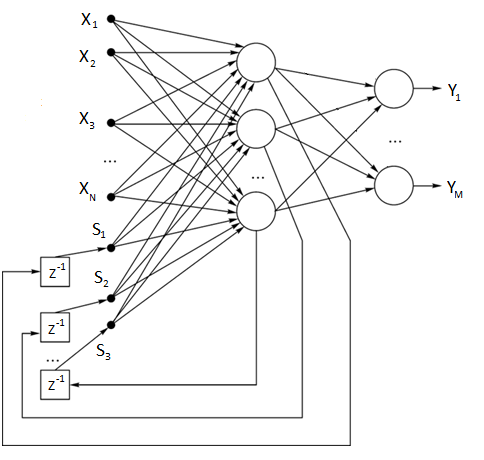 X1
X2
X3
...
XN
S1
S2
S3
Z-1
Z-1
...
Z-1
...
Y1
...
YM